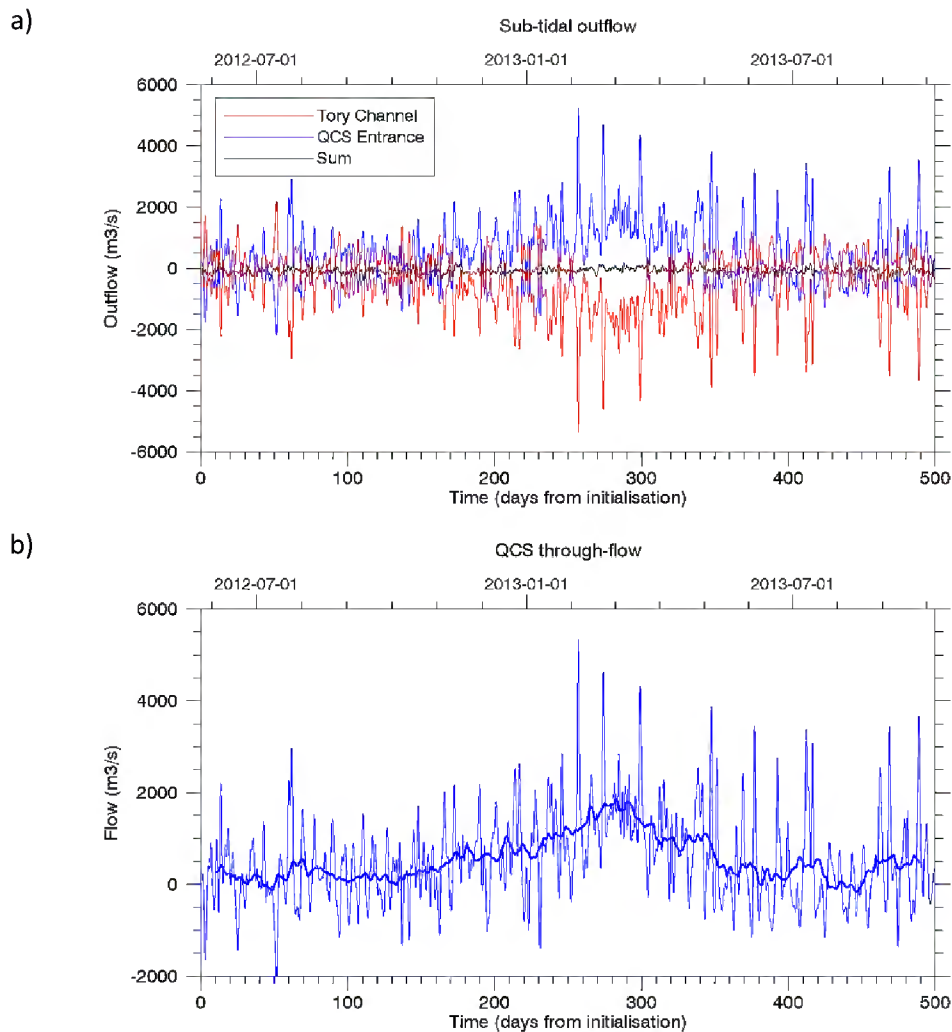 a)
Sub-tidal outflow
2012-07-01 2013-01-01 2013-07-01
6000
4000
2000
0
-2000
-4000
-6000
Outflow (m3/s)
Tory Channel
QCS Entrance
Sum
0 100 200 300 400 500
Time (days from initialisation)
b)
QCS through-flow
2012-07-01 2013-01-01 2013-07-01
6000
4000
2000
0
-2000
Flow (m3/s)
0 100 200 300 400 500
Time (days from initialisation)